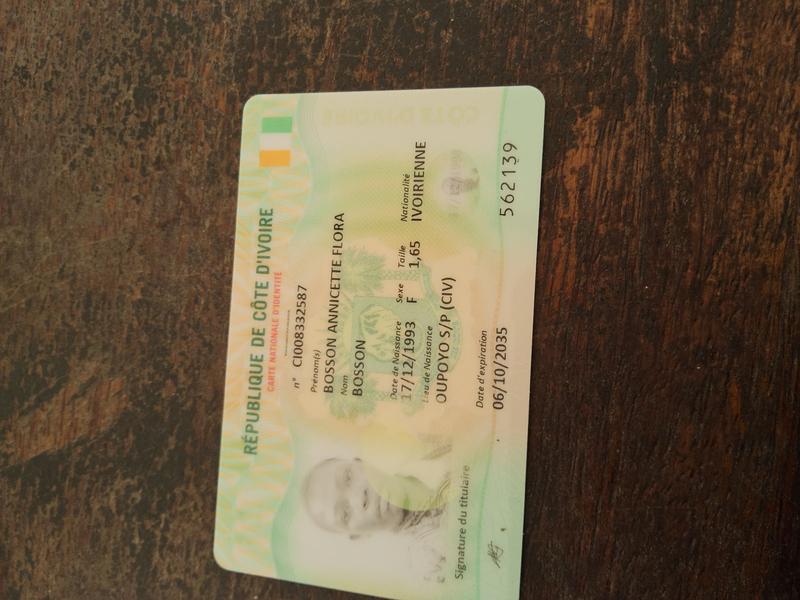 RÉPUBLIQUE DE CÔTE D'IVOIRE
CARTE NATIONALE D'IDENTITÉ
n° CI008332587
Prénom(s)
BOSSON ANNICETTE FLORA
Nom
BOSSON
Date de Naissance Sexe Taille Nationalité
17/12/1993 F 1,65 IVOIRIENNE
Lieu de Naissance
OUPOYO S/P (CIV)
Date d'expiration
06/10/2035
562139
Signature du titulaire
CÔTE D'IVOIRE